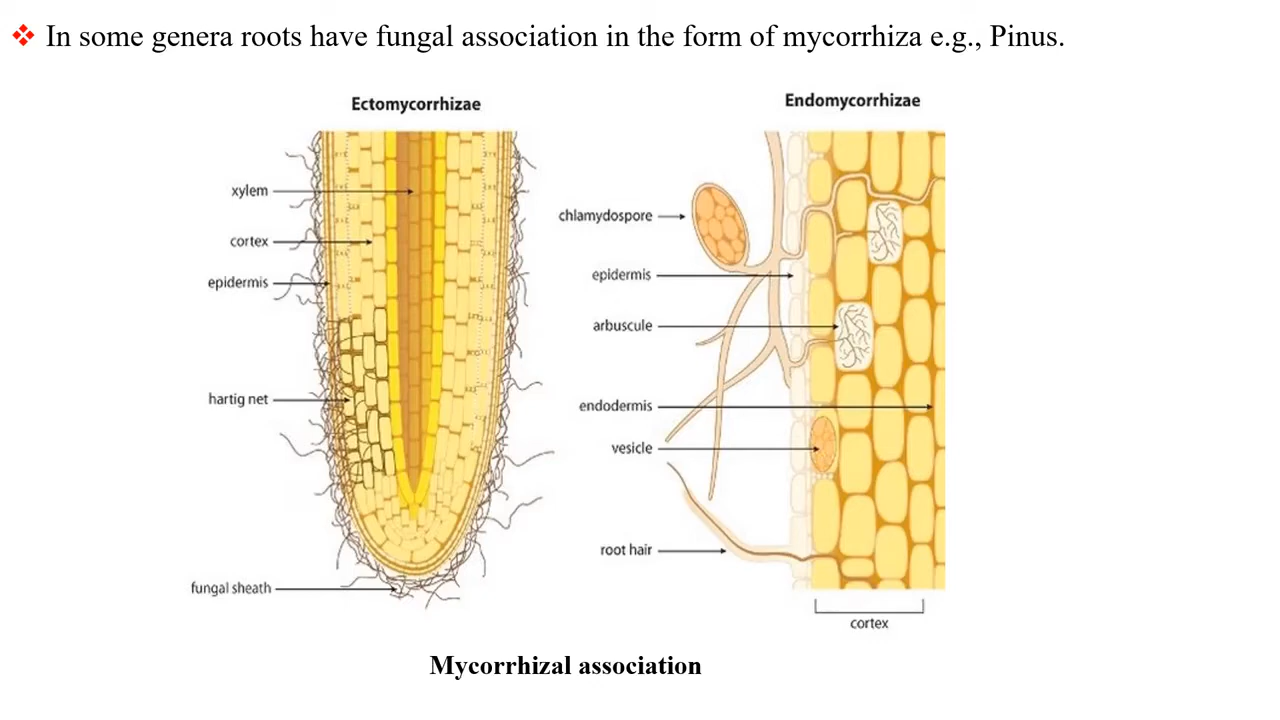 In some genera roots have fungal association in the form of mycorrhiza e.g., Pinus.
Ectomycorrhizae
xylem
cortex
epidermis
hartig net
fungal sheath
Endomycorrhizae
chlamydospore
epidermis
arbuscule
endodermis
vesicle
root hair
cortex
Mycorrhizal association